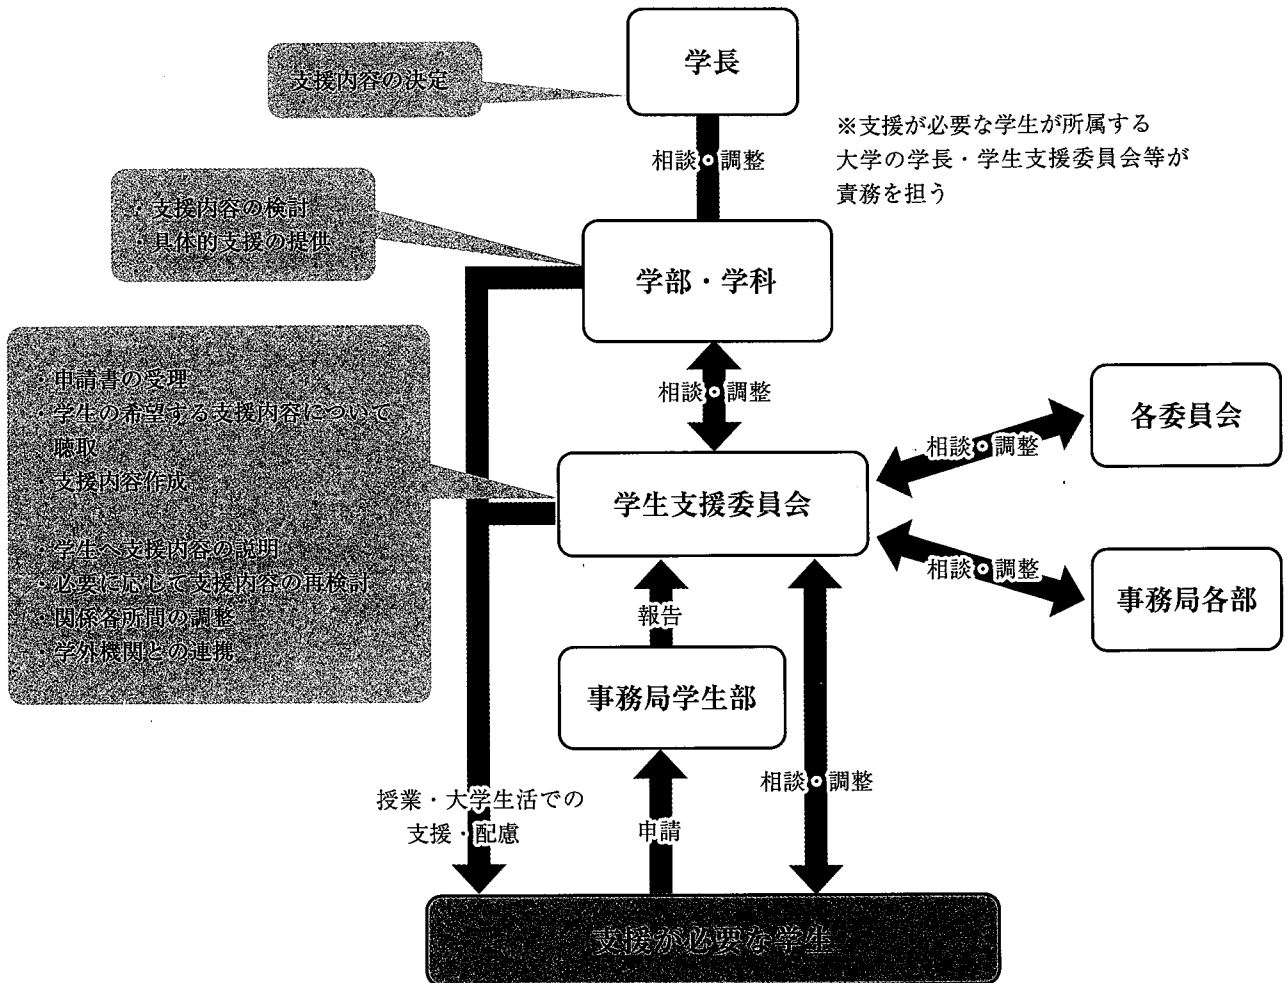 学長
支援内容の決定
※支援が必要な学生が所属する
大学の学長・学生支援委員会等が
責務を担う
相談・調整
・支援内容の検討
・具体的支援の提供
学部・学科
・申請書の受理
・学生の希望する支援内容について
聴取
・支援内容作成
・学生へ支援内容の説明
・必要に応じて支援内容の再検討
・関係各所間の調整
・学外機関との連携
相談・調整
各委員会
相談・調整
学生支援委員会
相談・調整
事務局各部
報告
事務局学生部
相談・調整
授業・大学生活での
支援・配慮
申請
支援が必要な学生